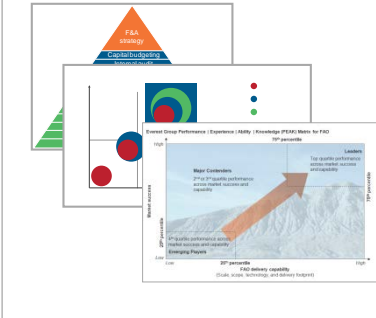 F&A
strategy
Capital budgeting
Internal audit
Everest Group Performance | Experience | Ability | Knowledge (PEAK) Matrix for FAO
75th percentile
High
Leaders
Top quartile performance
across market success
and capability
Major Contenders
2nd or 3rd quartile performance
across market success and
capability
75th percentile
Market success
25th percentile
4th quartile performance across
market success and capability
Emerging Players
Low
Low
25th percentile
High
FAO delivery capability
(Scale, scope, technology, and delivery footprint)